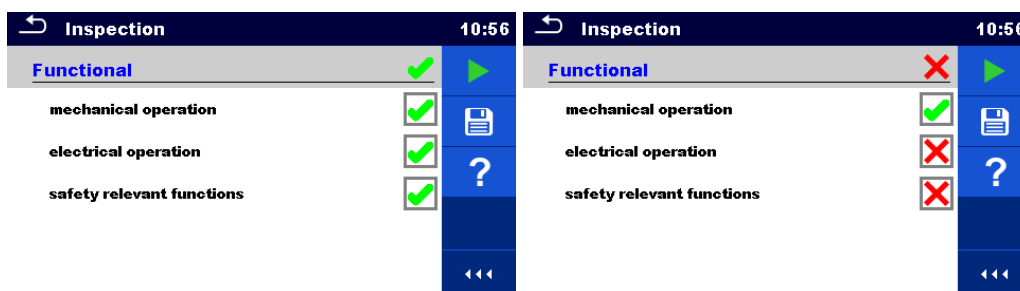 Inspection 10:56
Functional
mechanical operation
electrical operation
safety relevant functions
?
Inspection 10:56
Functional
mechanical operation
electrical operation
safety relevant functions
?